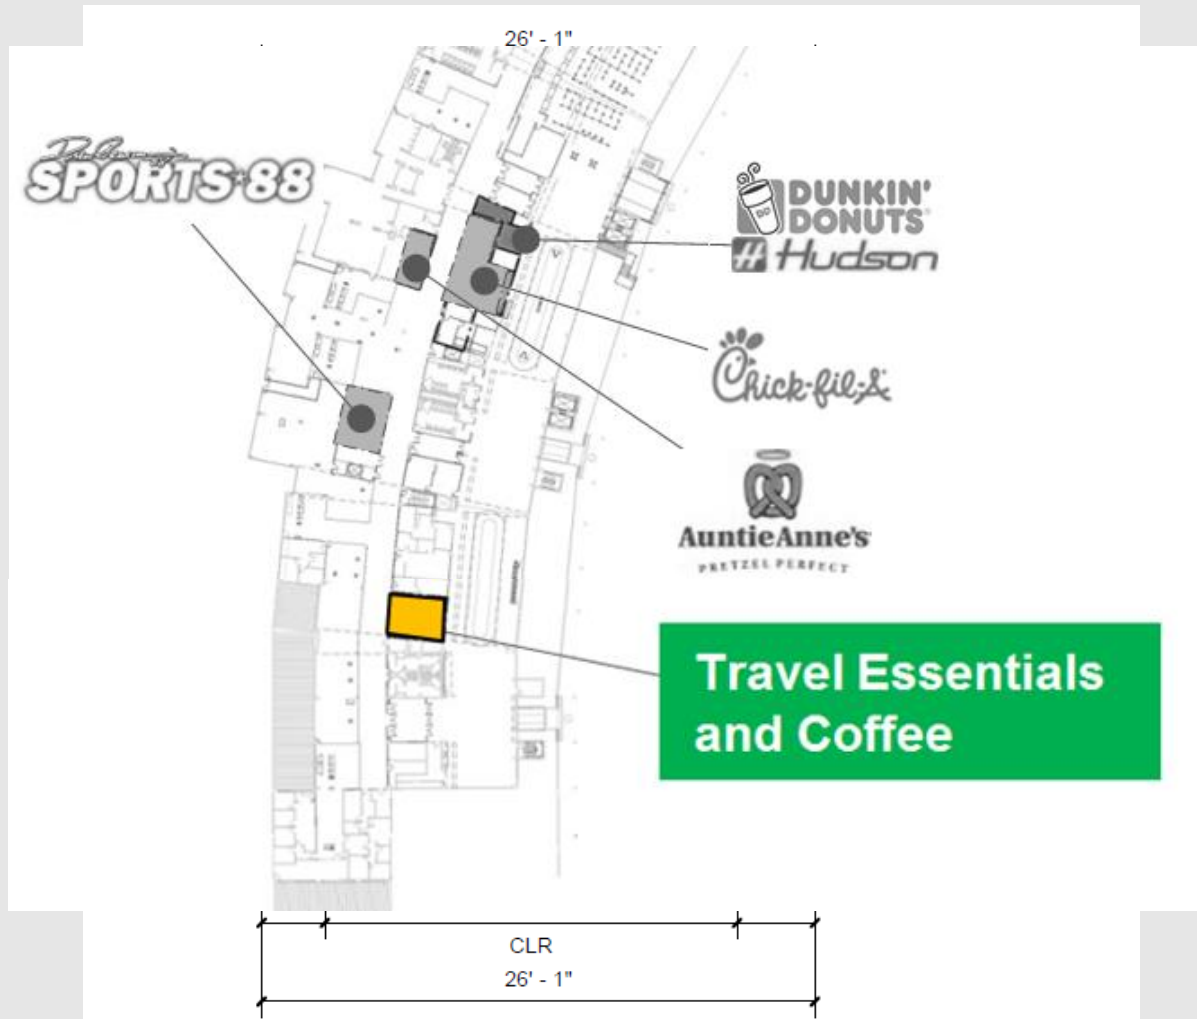 26' - 1"
SPORTS★88
DUNKIN'
DONUTS
DD
H Hudson
Chick-fil-A
AuntieAnne's
PRETZEL PERFECT
Travel Essentials
and Coffee
CLR
26' - 1"